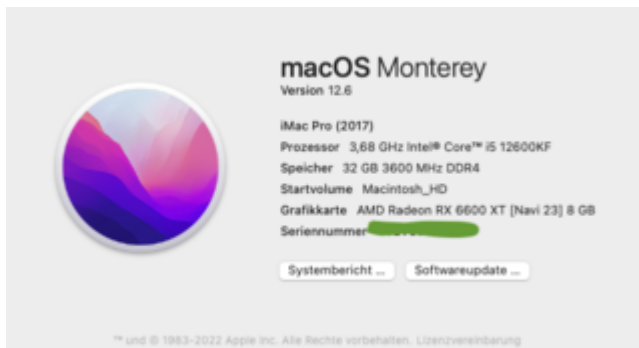 macOS Monterey
Version 12.6
iMac Pro (2017)
Prozessor 3,68 GHz Intel® Core™ i5 12600KF
Speicher 32 GB 3600 MHz DDR4
Startvolume Macintosh_HD
Grafikkarte AMD Radeon RX 6600 XT [Navi 23] 8 GB
Seriennummer
Systembericht ... Softwareupdate ...
™ und © 1983-2022 Apple Inc. Alle Rechte vorbehalten. Lizenzvereinbarung